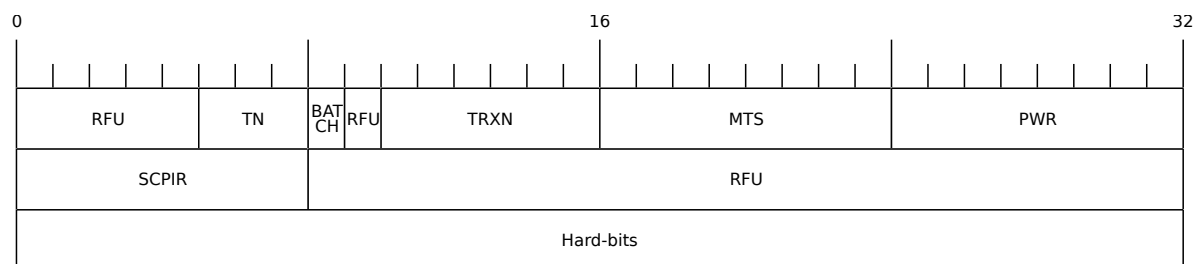 0 16 32
RFU TN BAT CH RFU TRXN MTS PWR
SCPIR RFU
Hard-bits